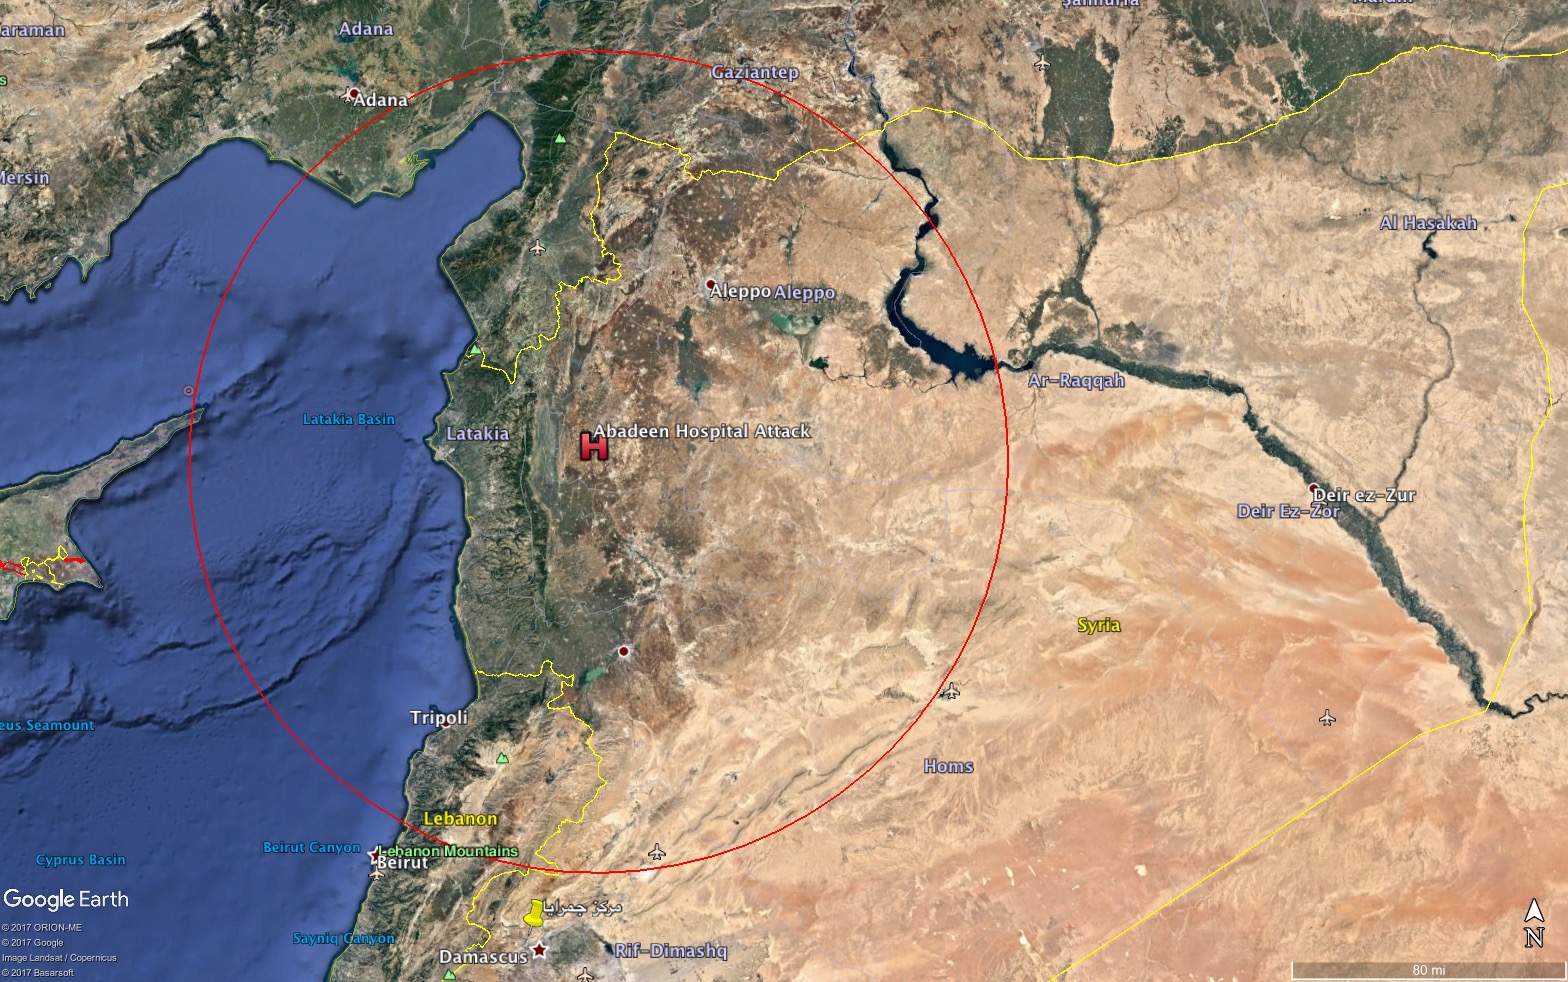 Adana
Gaziantep
Adana
Latakia Basin
Latakia
Aleppo Aleppo
Abadeen Hospital Attack
Al Hasakah
Ar-Raqqah
Deir ez-Zur
Deir Ez-Zor
Syria
Tripoli
Homs
Lebanon
Beirut Canyon
Lebanon Mountains
Beirut
Cyprus Basin
Google Earth
© 2017 ORION-ME
© 2017 Google
Image Landsat / Copernicus
© 2017 Basarsoft
Sayniq Canyon
مركز جمرايا
Damascus
Rif-Dimashq
N
80 mi